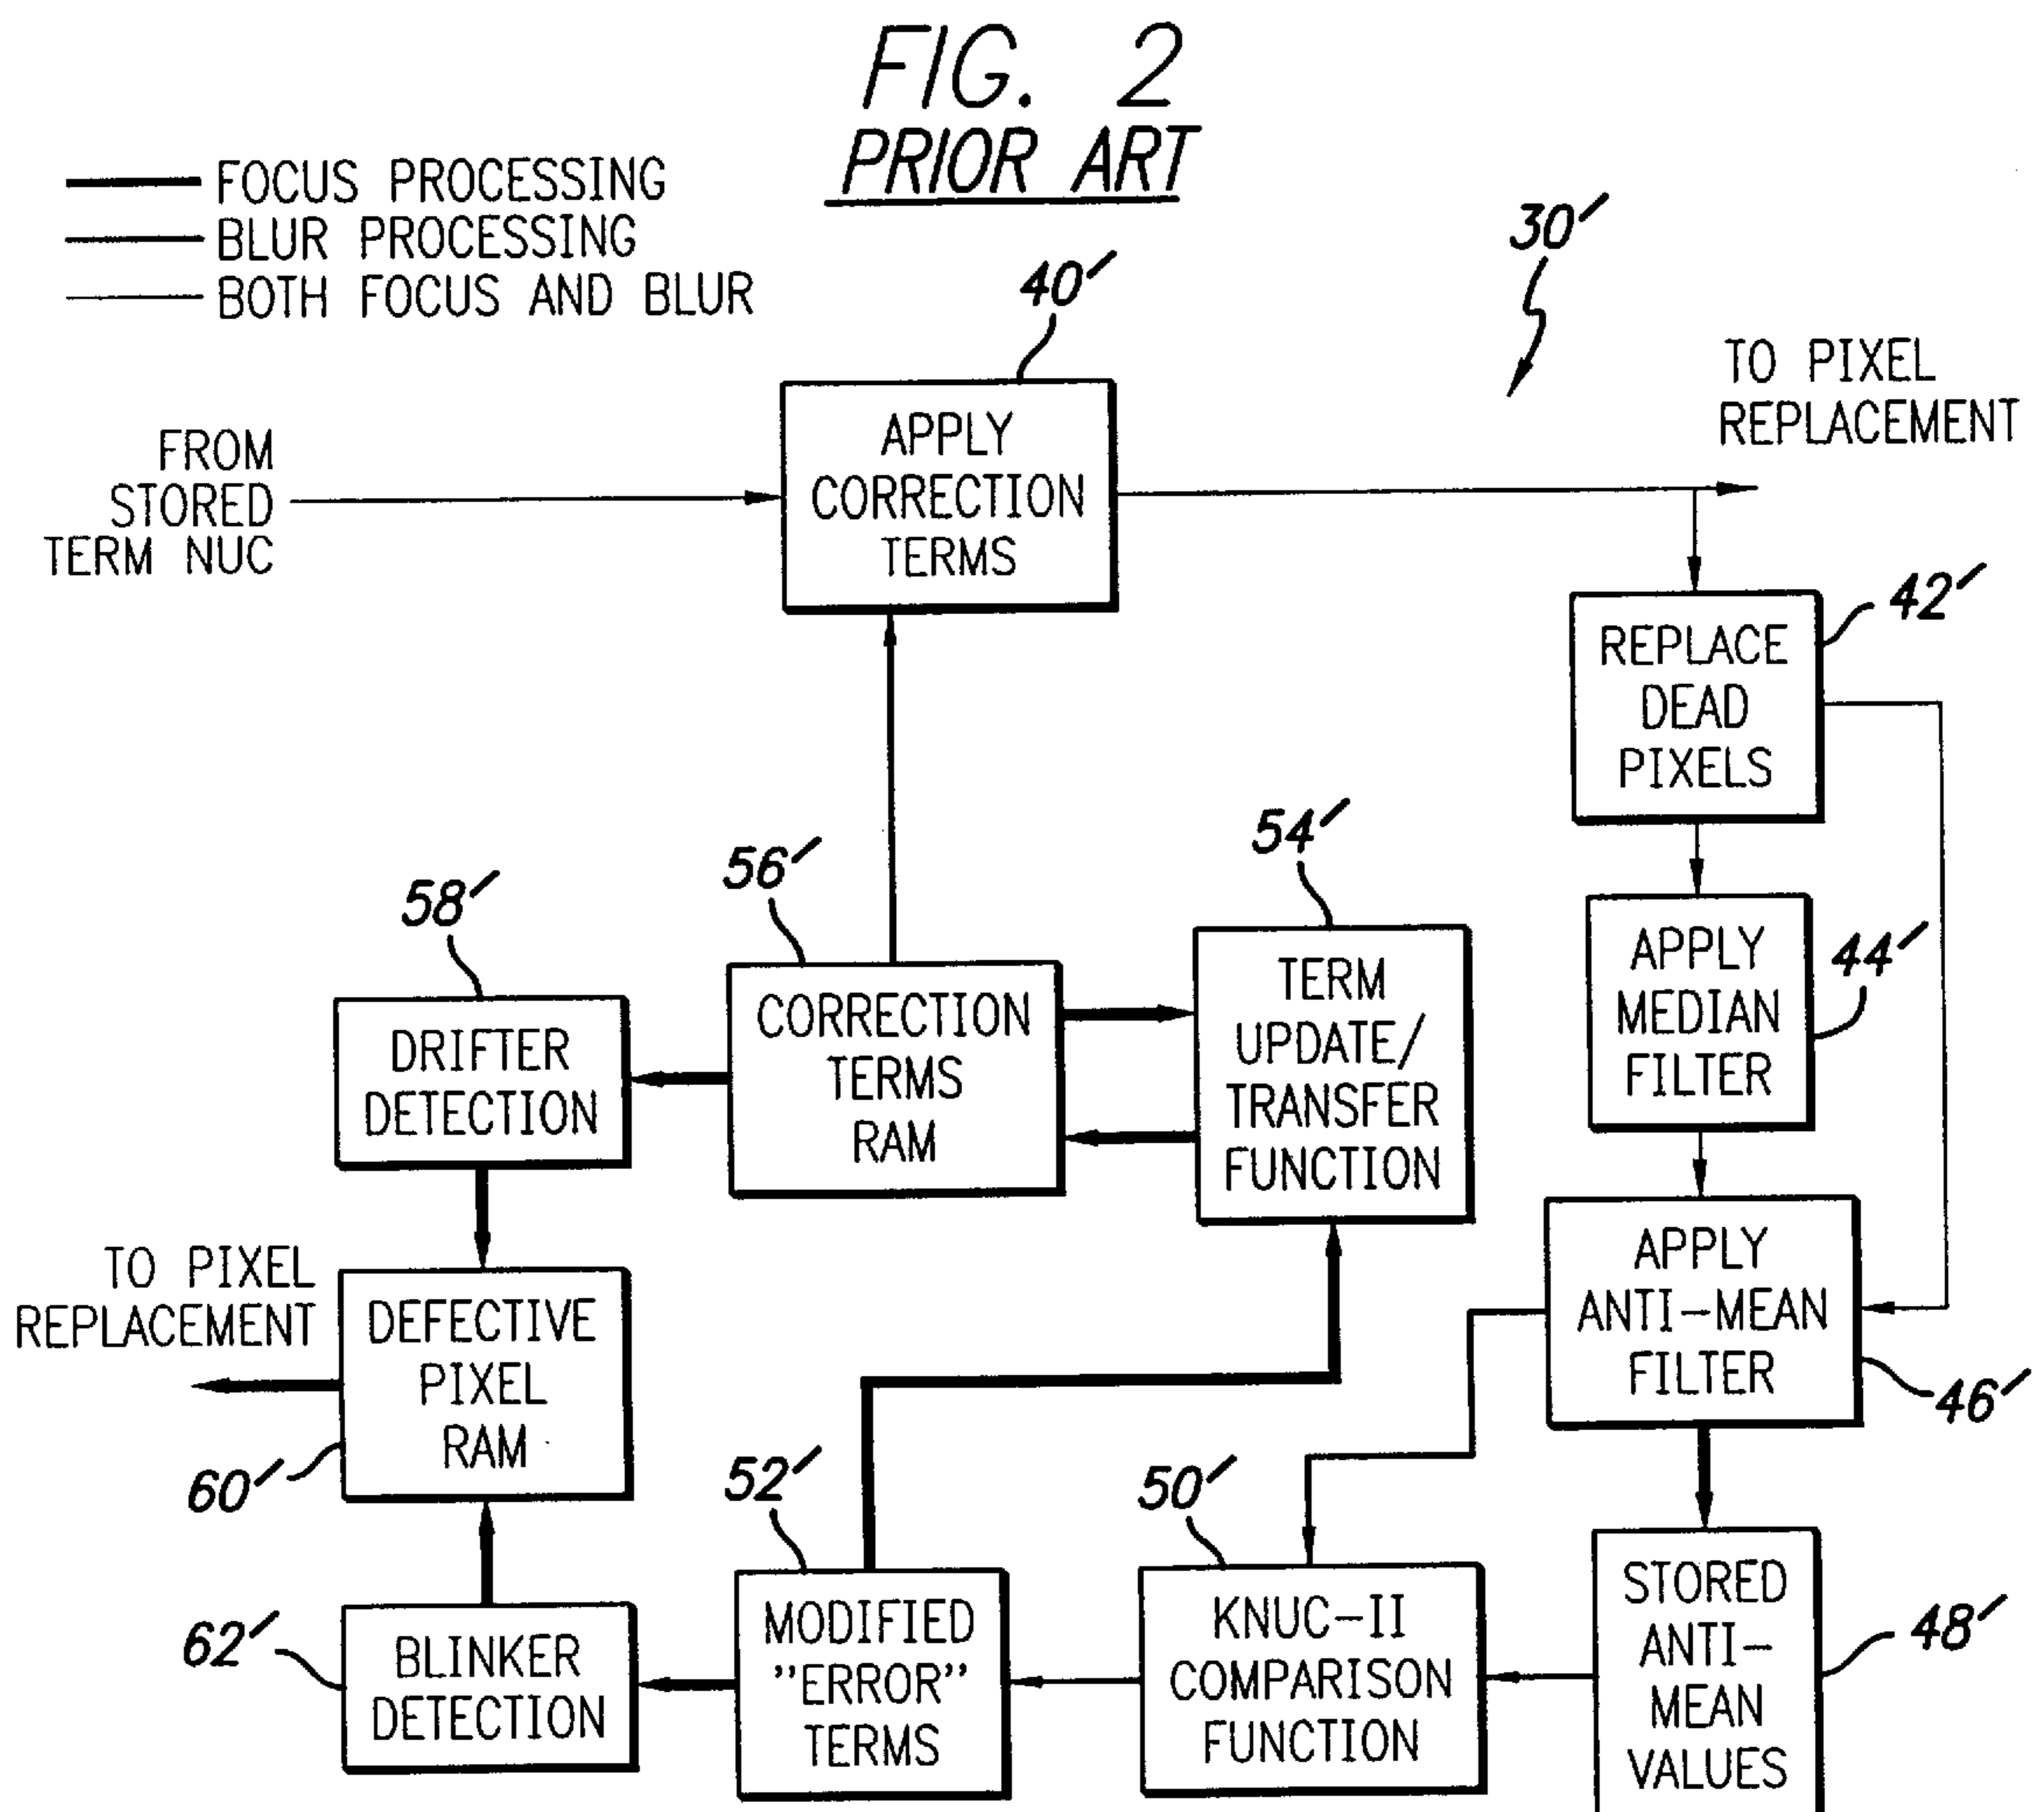 FIG. 2
PRIOR ART
FOCUS PROCESSING
BLUR PROCESSING
BOTH FOCUS AND BLUR
30'
40'
TO PIXEL
REPLACEMENT
APPLY
CORRECTION
TERMS
FROM
STORED
TERM NUC
42'
REPLACE
DEAD
PIXELS
54'
56'
58'
44'
APPLY
MEDIAN
FILTER
TERM
UPDATE/
TRANSFER
FUNCTION
CORRECTION
TERMS
RAM
DRIFTER
DETECTION
APPLY
ANTI-MEAN
FILTER
46'
TO PIXEL
REPLACEMENT
DEFECTIVE
PIXEL
RAM
60'
52'
50'
STORED
ANTI-
MEAN
VALUES
48'
KNUC-II
COMPARISON
FUNCTION
MODIFIED
"ERROR"
TERMS
62'
BLINKER
DETECTION